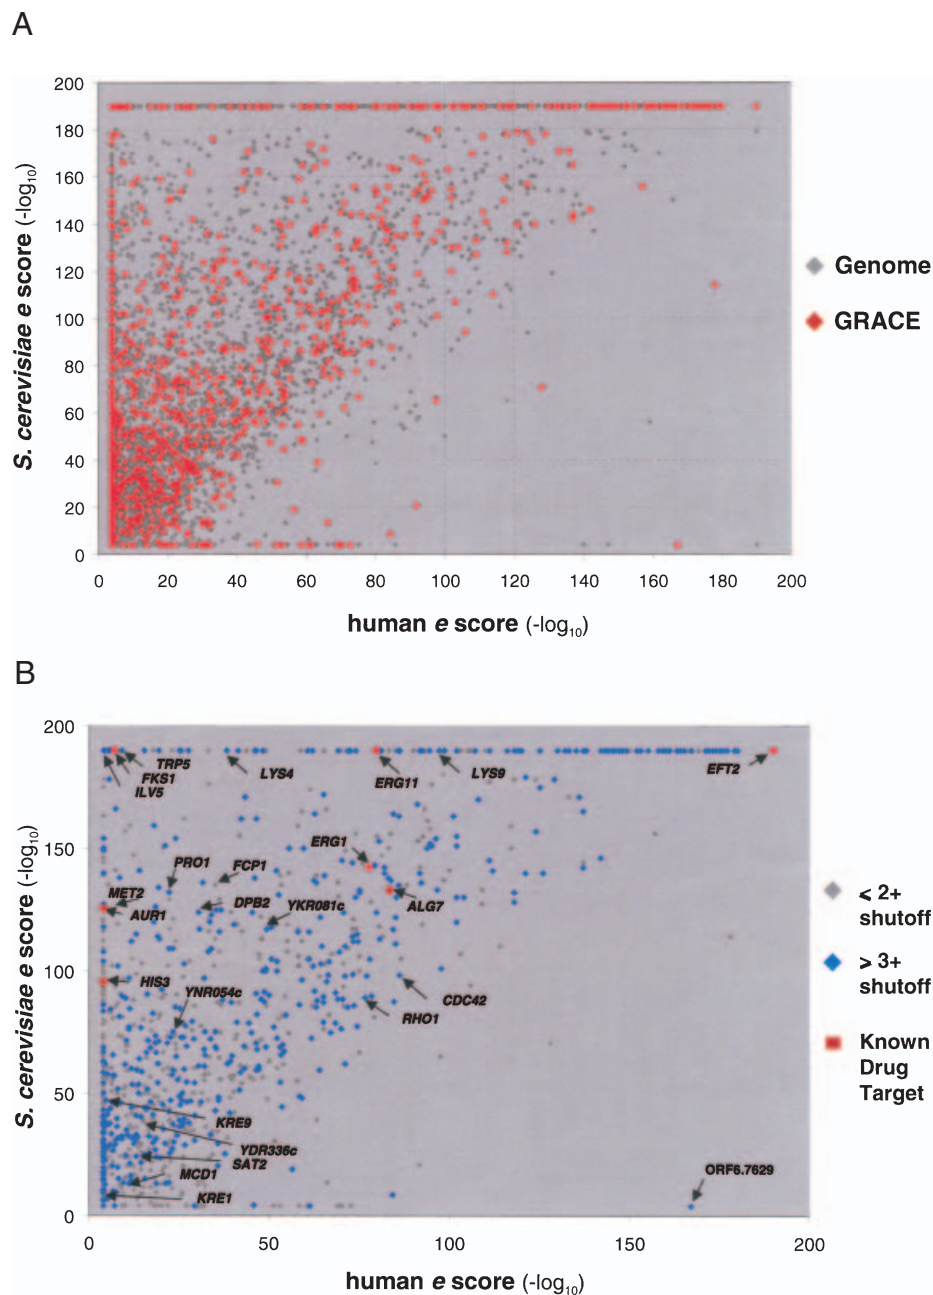 A
200
180
160
140
120
100
80
60
40
20
0
S. cerevisiae e score (-log10)
0 20 40 60 80 100 120 140 160 180 200
human e score (-log10)
Genome
GRACE
B
200
150
100
50
0
S. cerevisiae e score (-log10)
TRP5
FKS1
ILV5
LYS4
ERG11
LYS9
EFT2
ERG1
PRO1
FCP1
MET2
DPB2
YKR081c
ALG7
AUR1
HIS3
YNR054c
CDC42
RHO1
KRE9
YDR336c
SAT2
MCD1
KRE1
ORF6.7629
0 50 100 150 200
human e score (-log10)
≤ 2+
shutoff
≥ 3+
shutoff
Known
Drug
Target